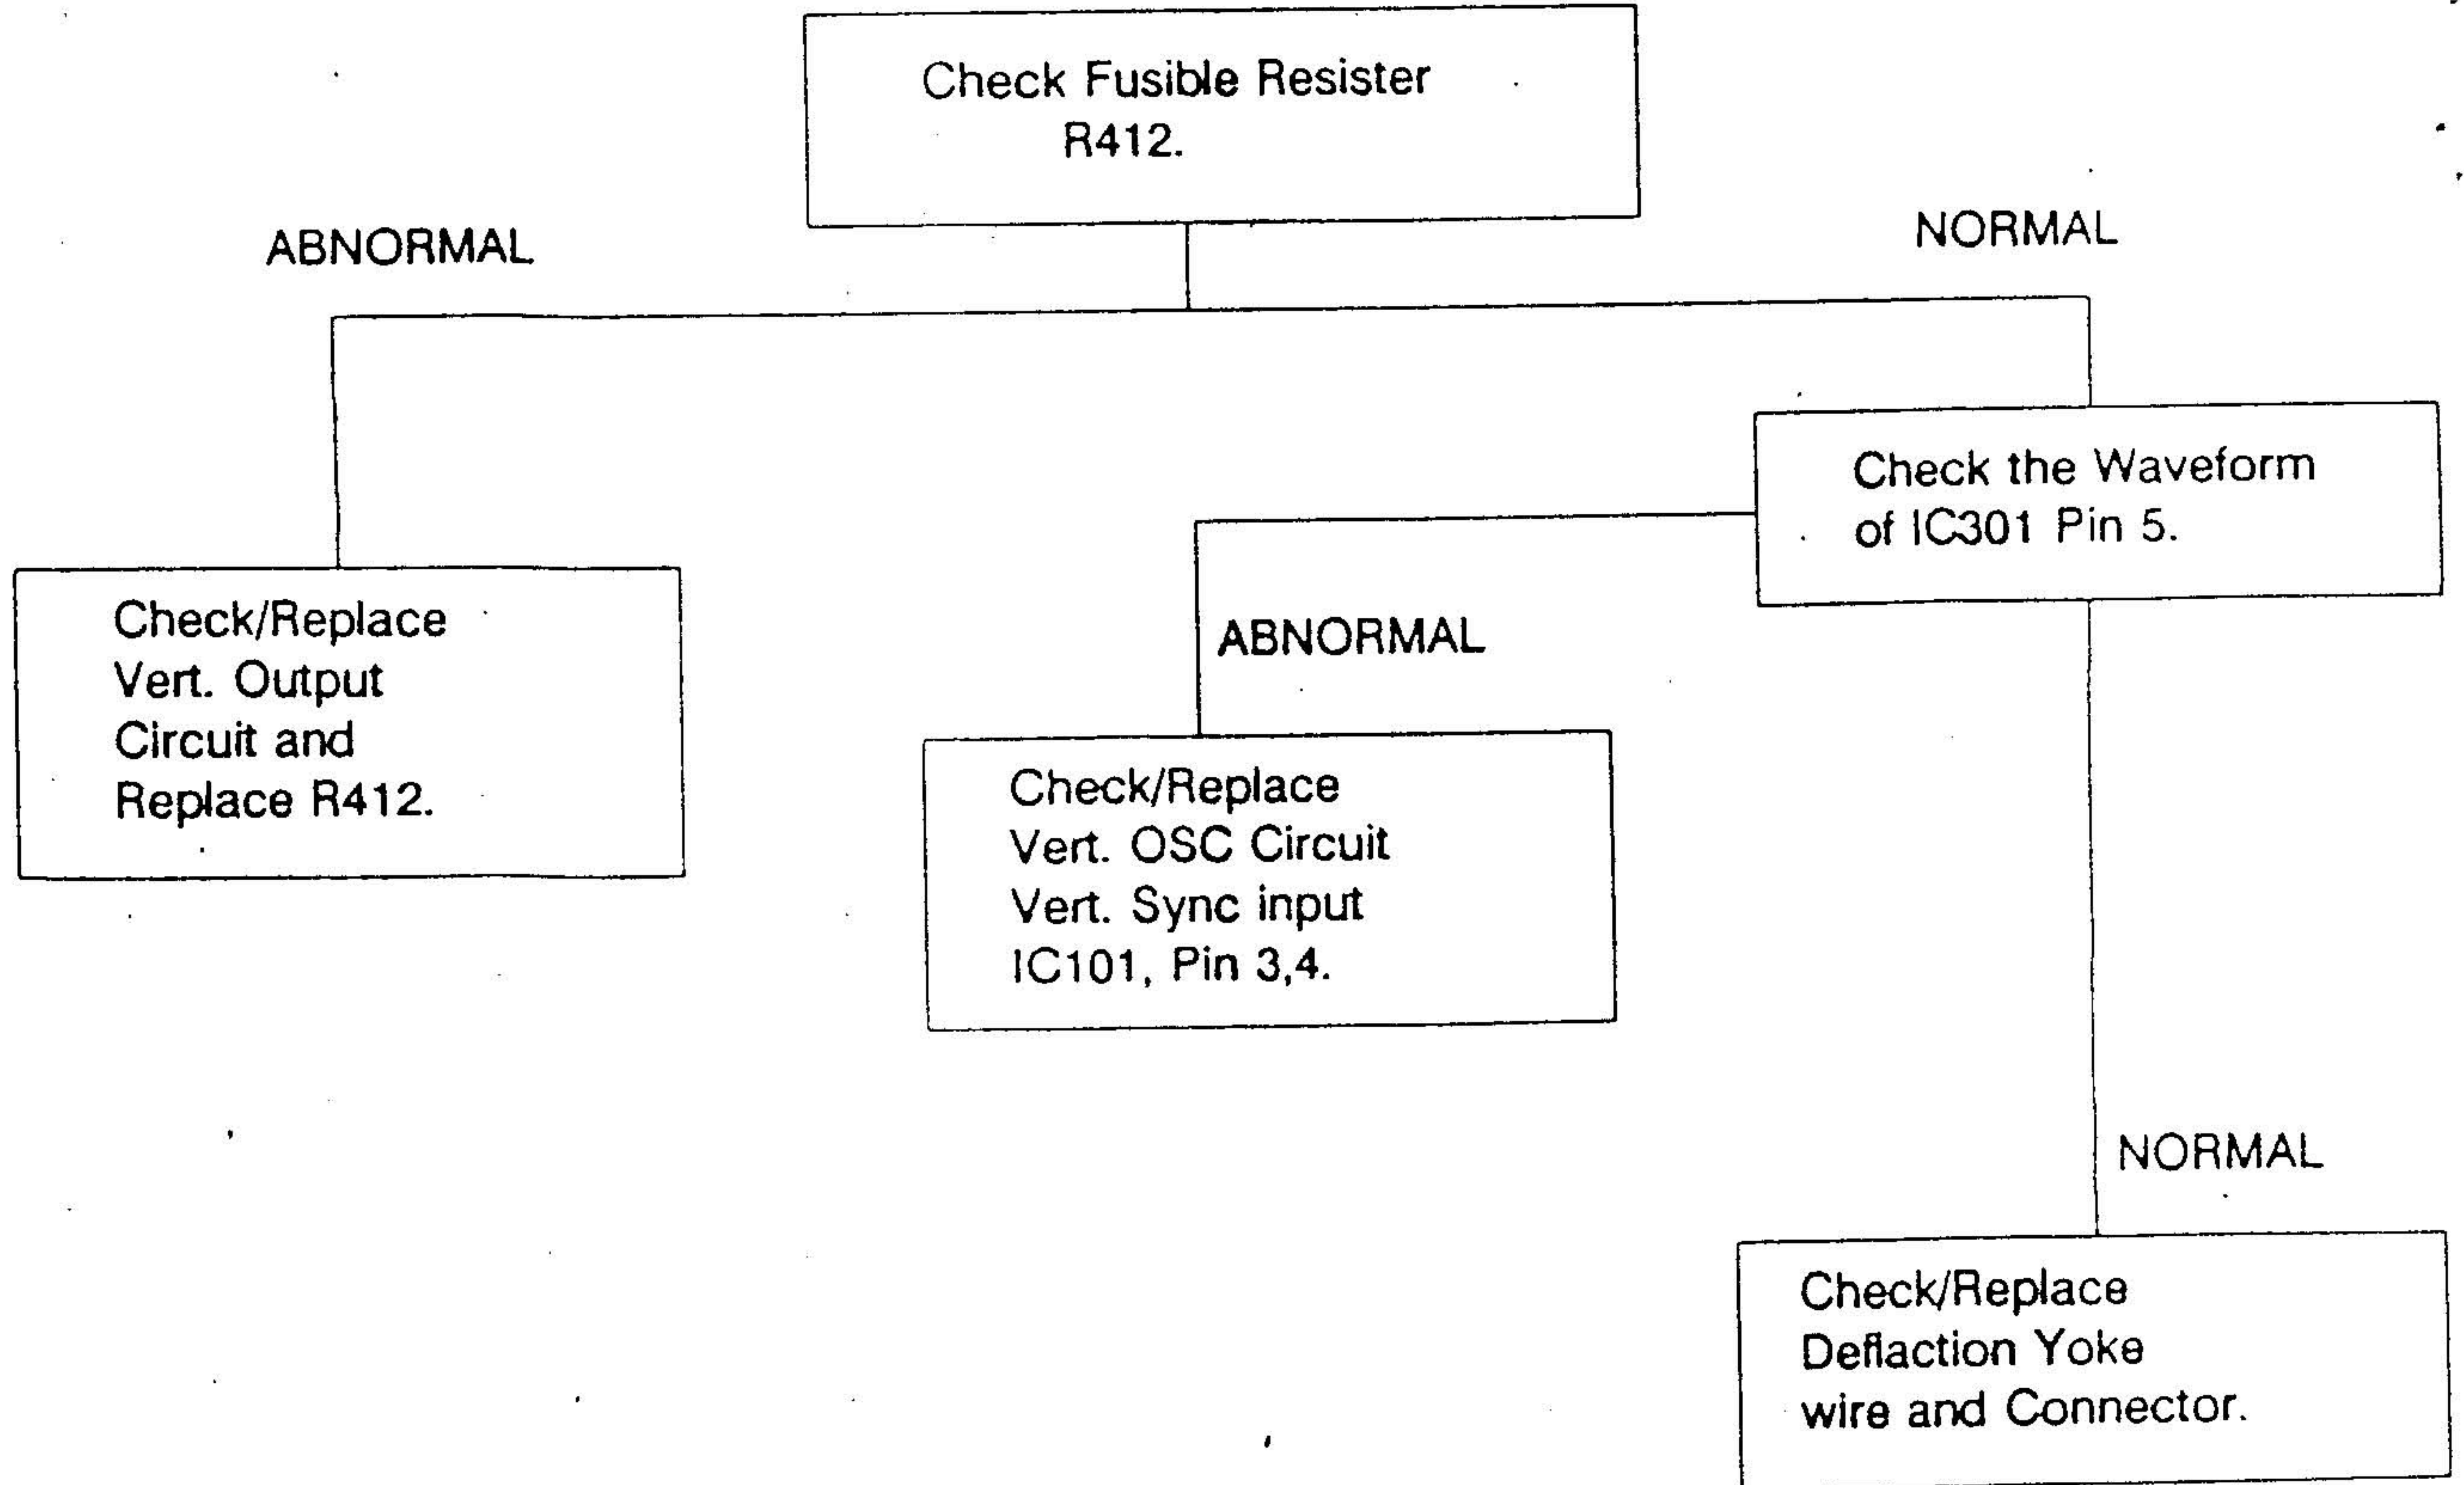 Check Fusible Resister
R412.
ABNORMAL
NORMAL
Check the Waveform
of IC301 Pin 5.
Check/Replace
Vert. Output
Circuit and
Replace R412.
ABNORMAL
Check/Replace
Vert. OSC Circuit
Vert. Sync input
IC101, Pin 3,4.
NORMAL
Check/Replace
Deflaction Yoke
wire and Connector.